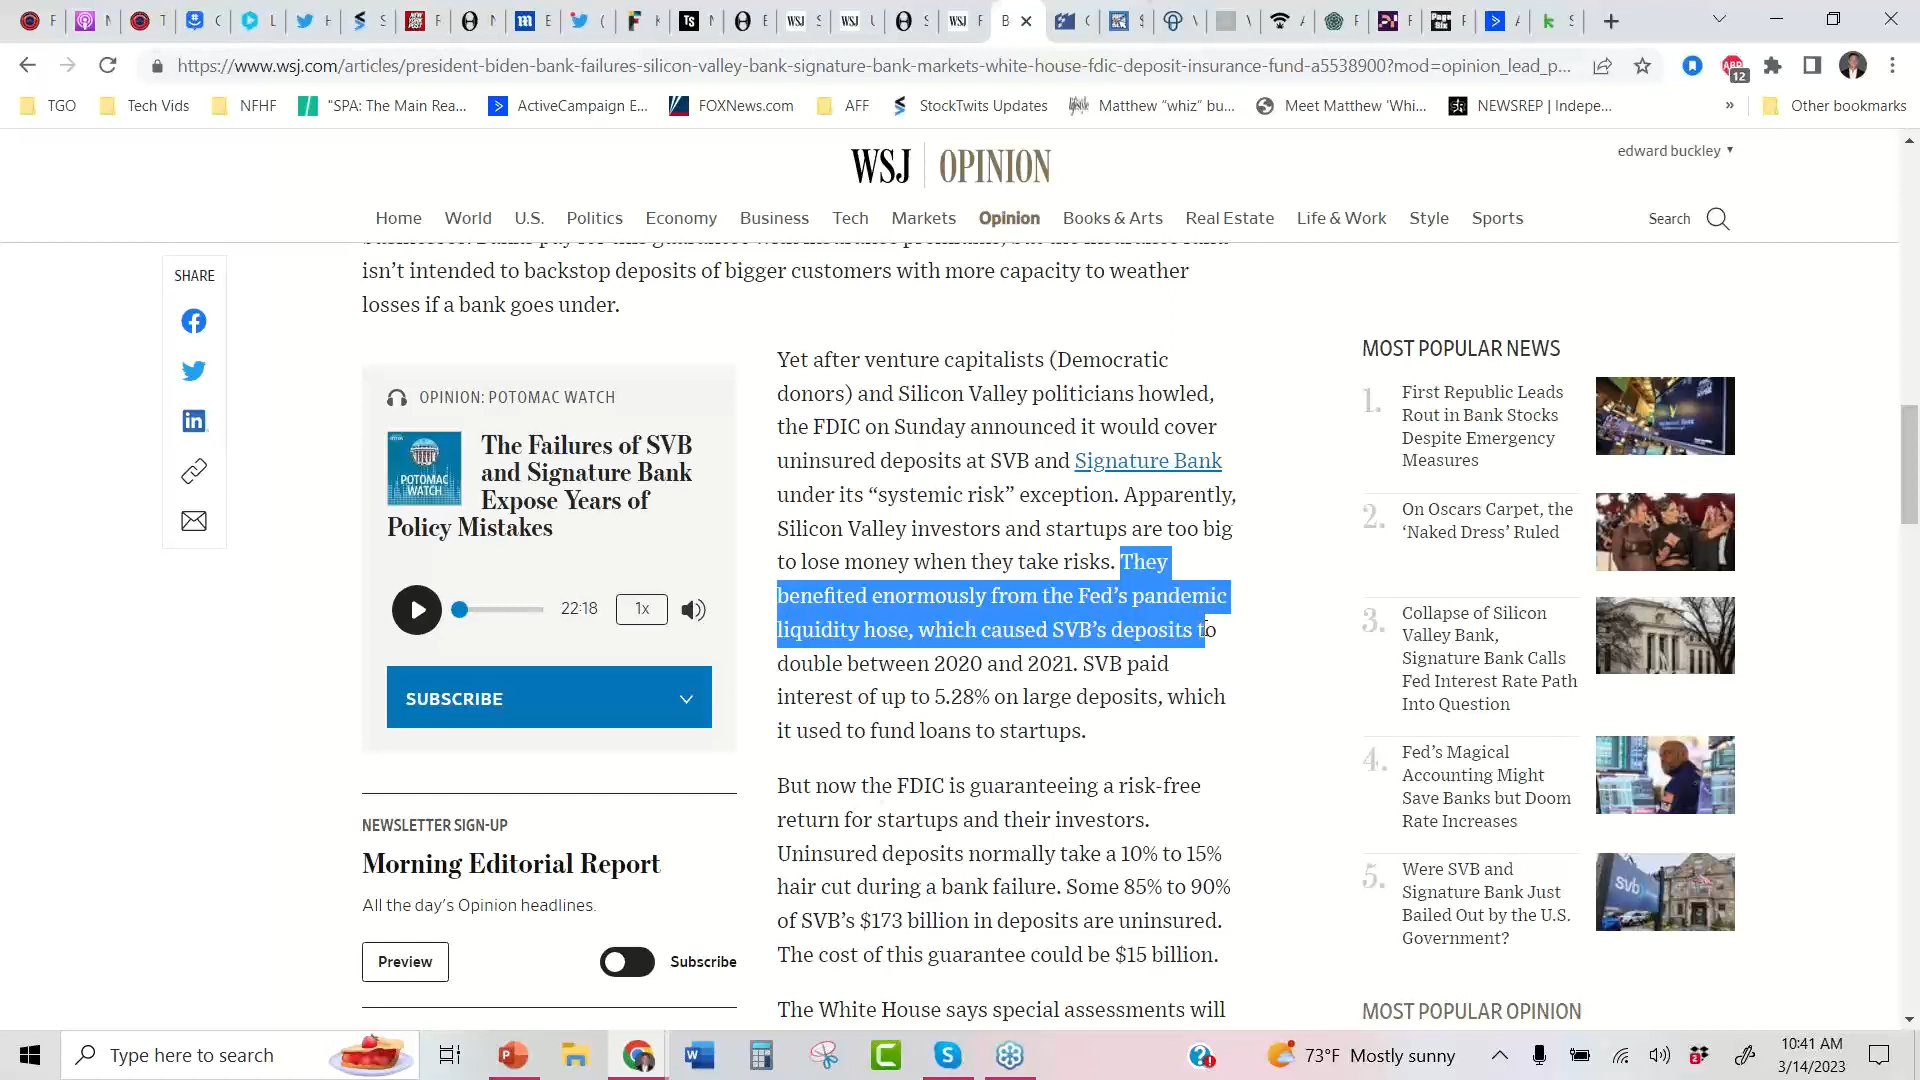 https://www.wsj.com/articles/president-biden-bank-failures-silicon-valley-bank-signature-bank-markets-white-house-fdic-deposit-insurance-fund-a5538900?mod=opinion_lead_p...
12
TGO
Tech Vids
NFHF
"SPA: The Main Rea...
ActiveCampaign E...
FOXNews.com
AFF
StockTwits Updates
Matthew "whiz" bu...
Meet Matthew 'Whi...
NEWSREP | Indepe...
»
Other bookmarks
WSJ | OPINION
edward buckley
Home World U.S. Politics Economy Business Tech Markets Opinion Books & Arts Real Estate Life & Work Style Sports
Search
isn't intended to backstop deposits of bigger customers with more capacity to weather
losses if a bank goes under.
SHARE
OPINION: POTOMAC WATCH
POTOMAC
WATCH
The Failures of SVB
and Signature Bank
Expose Years of
Policy Mistakes
22:18
1x
SUBSCRIBE
NEWSLETTER SIGN-UP
Morning Editorial Report
All the day's Opinion headlines.
Preview
Subscribe
Yet after venture capitalists (Democratic
donors) and Silicon Valley politicians howled,
the FDIC on Sunday announced it would cover
uninsured deposits at SVB and Signature Bank
under its “systemic risk” exception. Apparently,
Silicon Valley investors and startups are too big
to lose money when they take risks. They
benefited enormously from the Fed’s pandemic
liquidity hose, which caused SVB’s deposits to
double between 2020 and 2021. SVB paid
interest of up to 5.28% on large deposits, which
it used to fund loans to startups.
But now the FDIC is guaranteeing a risk-free
return for startups and their investors.
Uninsured deposits normally take a 10% to 15%
hair cut during a bank failure. Some 85% to 90%
of SVB’s $173 billion in deposits are uninsured.
The cost of this guarantee could be $15 billion.
The White House says special assessments will
MOST POPULAR NEWS
1.
First Republic Leads
Rout in Bank Stocks
Despite Emergency
Measures
2.
On Oscars Carpet, the
‘Naked Dress’ Ruled
3.
Collapse of Silicon
Valley Bank,
Signature Bank Calls
Fed Interest Rate Path
Into Question
4.
Fed’s Magical
Accounting Might
Save Banks but Doom
Rate Increases
5.
Were SVB and
Signature Bank Just
Bailed Out by the U.S.
Government?
svb
MOST POPULAR OPINION
Type here to search
73°F Mostly sunny
10:41 AM
3/14/2023